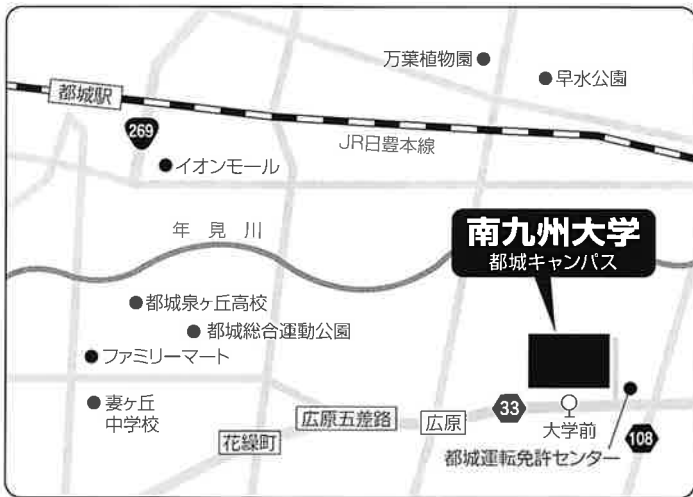 万葉植物園
早水公園
都城駅
269
JR日豊本線
イオンモール
年見川
南九州大学
都城キャンパス
都城泉ヶ丘高校
都城総合運動公園
ファミリーマート
妻ヶ丘
中学校
33
広原五差路
広原
大学前
花繰町
108
都城運転免許センター